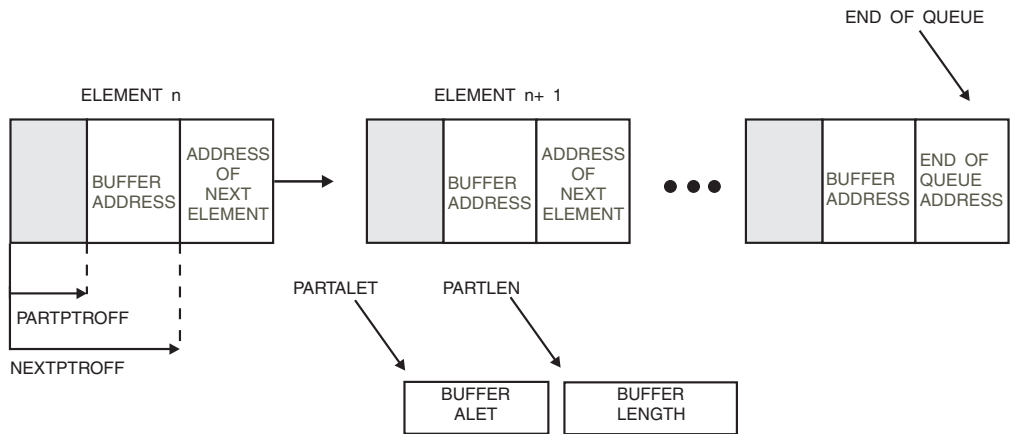 END OF QUEUE
ELEMENT n
ELEMENT n+ 1
BUFFER
ADDRESS
ADDRESS
OF
NEXT
ELEMENT
BUFFER
ADDRESS
ADDRESS
OF
NEXT
ELEMENT
BUFFER
ADDRESS
END OF
QUEUE
ADDRESS
PARTPTROFF
NEXTPTROFF
PARTALET
PARTLEN
BUFFER
ALET
BUFFER
LENGTH